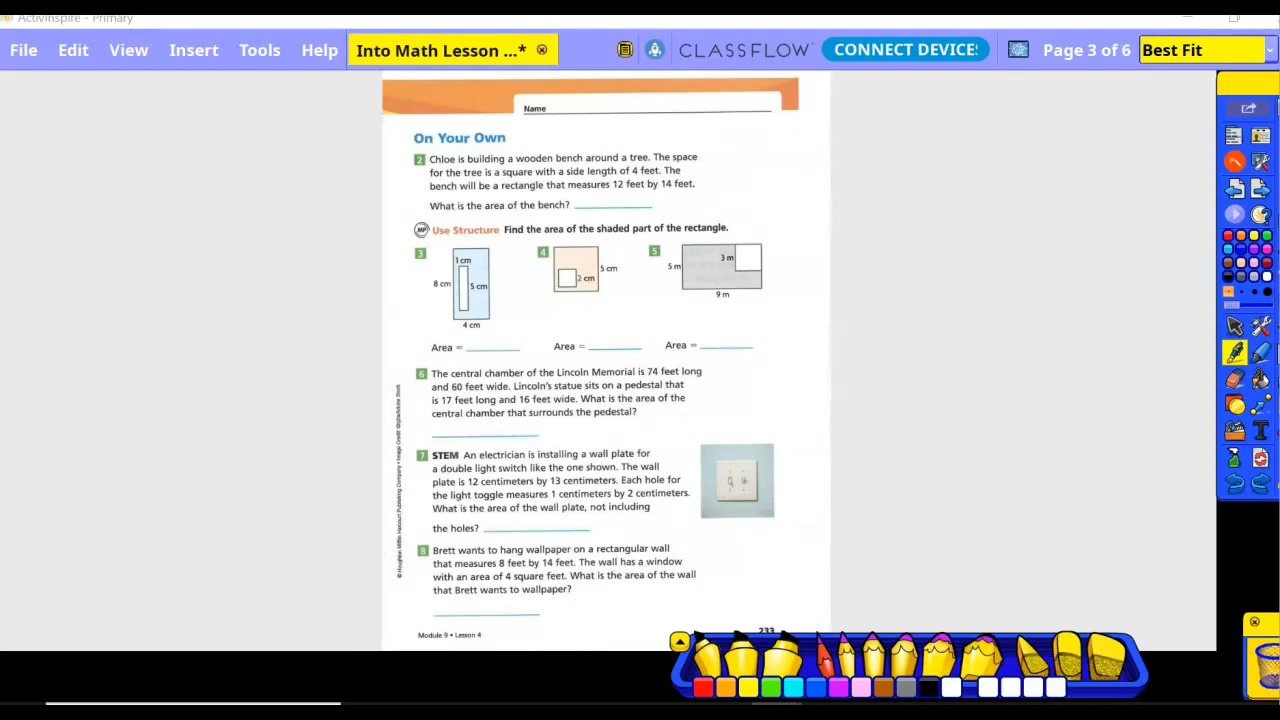 ActivInspire - Primary
File Edit View Insert Tools Help Into Math Lesson ...* CLASSFLOW CONNECT DEVICES Page 3 of 6 Best Fit
Name
On Your Own
2 Chloe is building a wooden bench around a tree. The space
for the tree is a square with a side length of 4 feet. The
bench will be a rectangle that measures 12 feet by 14 feet.
What is the area of the bench?
MP Use Structure Find the area of the shaded part of the rectangle.
3 1 cm 8 cm 5 cm 4 cm
4 5 cm 2 cm
5 3 m 5 m 9 m
Area = Area = Area =
6 The central chamber of the Lincoln Memorial is 74 feet long
and 60 feet wide. Lincoln's statue sits on a pedestal that
is 17 feet long and 16 feet wide. What is the area of the
central chamber that surrounds the pedestal?
7 STEM An electrician is installing a wall plate for
a double light switch like the one shown. The wall
plate is 12 centimeters by 13 centimeters. Each hole for
the light toggle measures 1 centimeters by 2 centimeters.
What is the area of the wall plate, not including
the holes?
8 Brett wants to hang wallpaper on a rectangular wall
that measures 8 feet by 14 feet. The wall has a window
with an area of 4 square feet. What is the area of the wall
that Brett wants to wallpaper?
Module 9 • Lesson 4
233